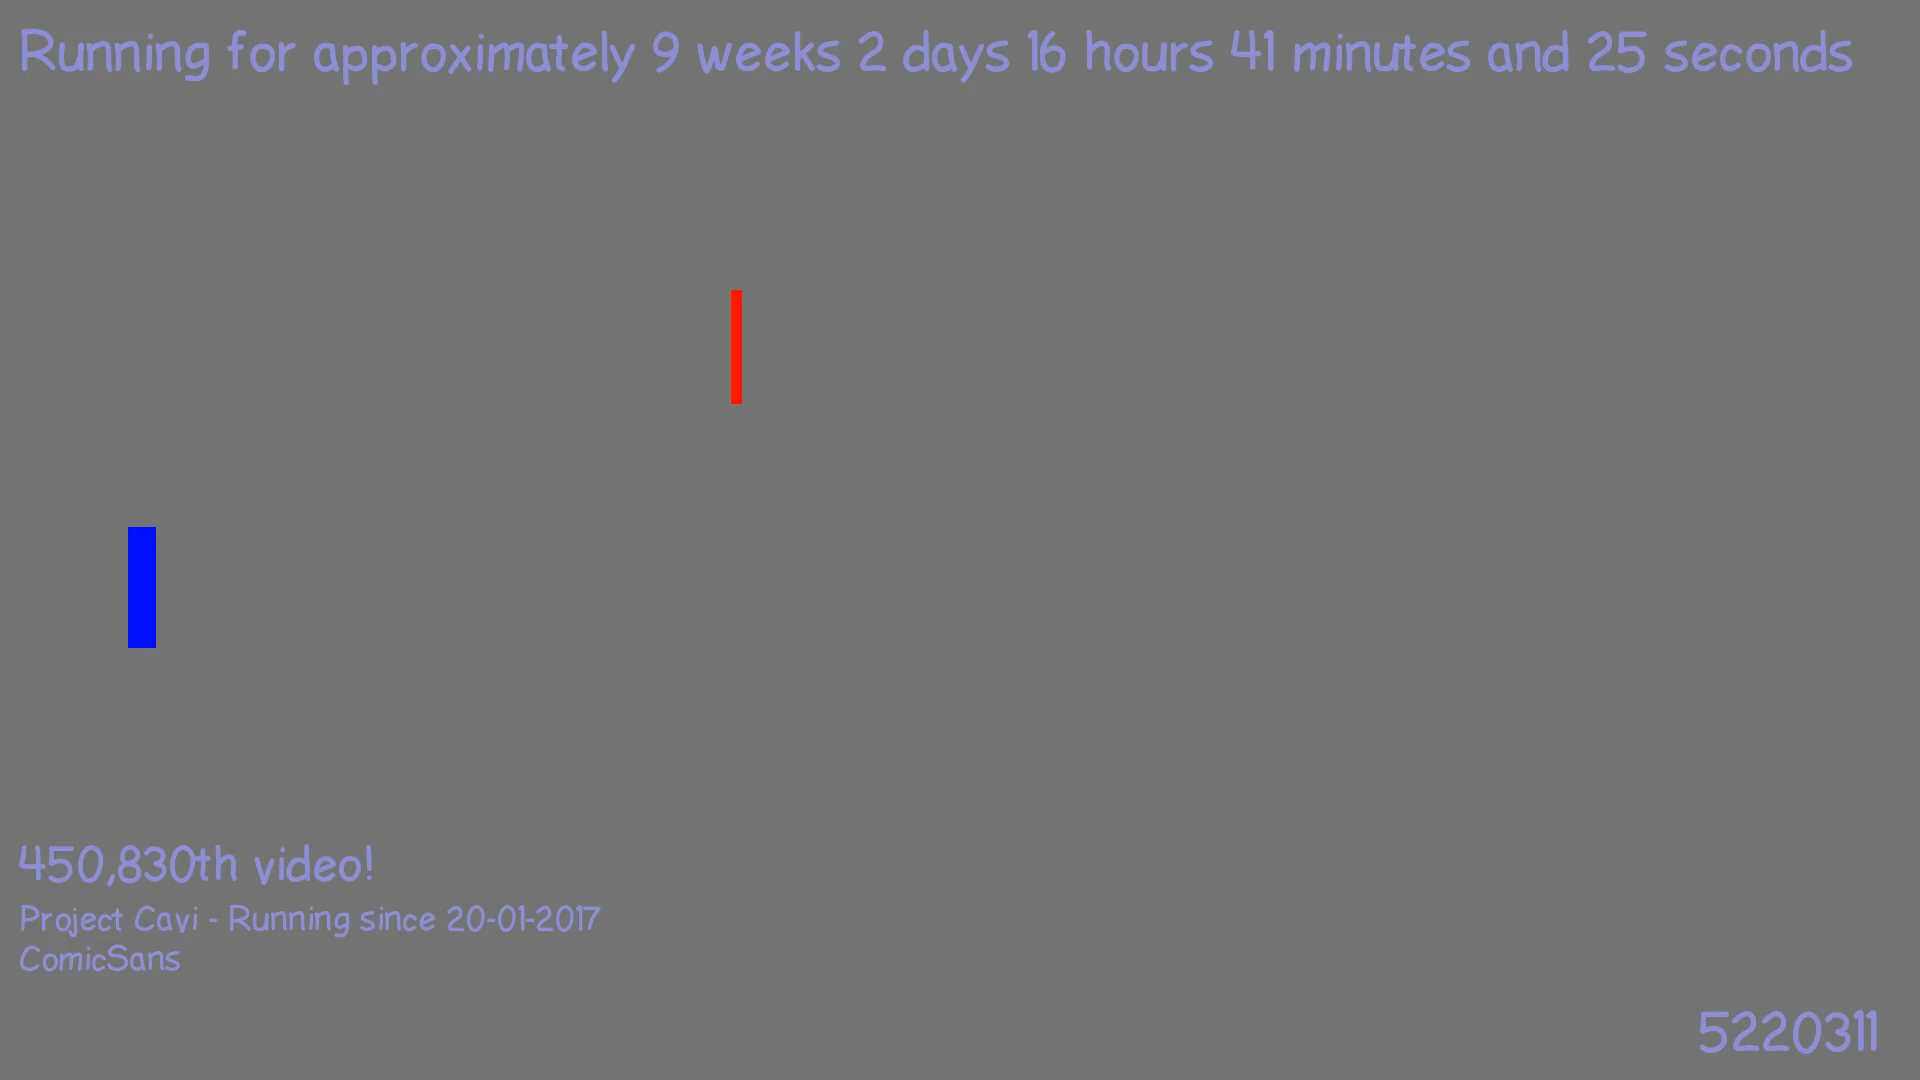 Running for approximately 9 weeks 2 days 16 hours 41 minutes and 25 seconds
450,830th video!
Project Cavi - Running since 20-01-2017
ComicSans
5220311